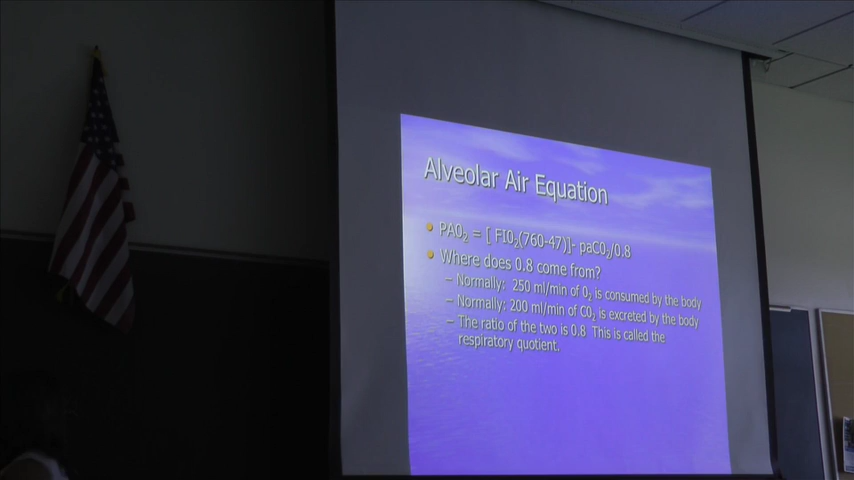 Alveolar Air Equation
• PAO₂ = [ FIO₂(760-47)]- paCO₂/0.8
• Where does 0.8 come from?
– Normally: 250 ml/min of 0₂ is consumed by the body
– Normally: 200 ml/min of CO₂ is excreted by the body
– The ratio of the two is 0.8 This is called the
respiratory quotient.